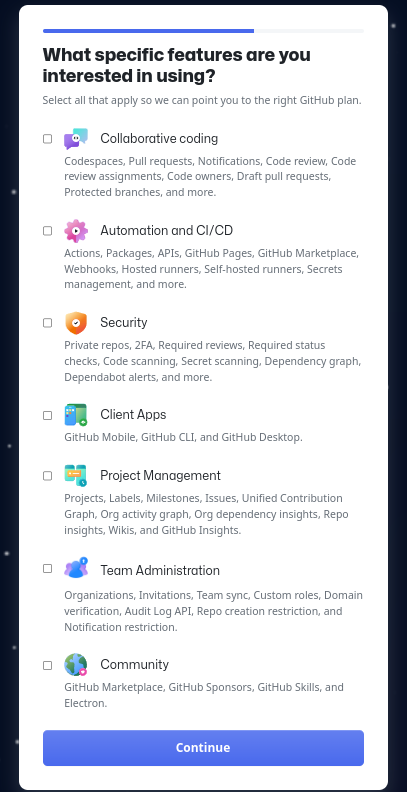 What specific features are you
interested in using?
Select all that apply so we can point you to the right GitHub plan.
Collaborative coding
Codespaces, Pull requests, Notifications, Code review, Code
review assignments, Code owners, Draft pull requests,
Protected branches, and more.
Automation and CI/CD
Actions, Packages, APIs, GitHub Pages, GitHub Marketplace,
Webhooks, Hosted runners, Self-hosted runners, Secrets
management, and more.
Security
Private repos, 2FA, Required reviews, Required status
checks, Code scanning, Secret scanning, Dependency graph,
Dependabot alerts, and more.
Client Apps
GitHub Mobile, GitHub CLI, and GitHub Desktop.
Project Management
Projects, Labels, Milestones, Issues, Unified Contribution
Graph, Org activity graph, Org dependency insights, Repo
insights, Wikis, and GitHub Insights.
Team Administration
Organizations, Invitations, Team sync, Custom roles, Domain
verification, Audit Log API, Repo creation restriction, and
Notification restriction.
Community
GitHub Marketplace, GitHub Sponsors, GitHub Skills, and
Electron.
Continue